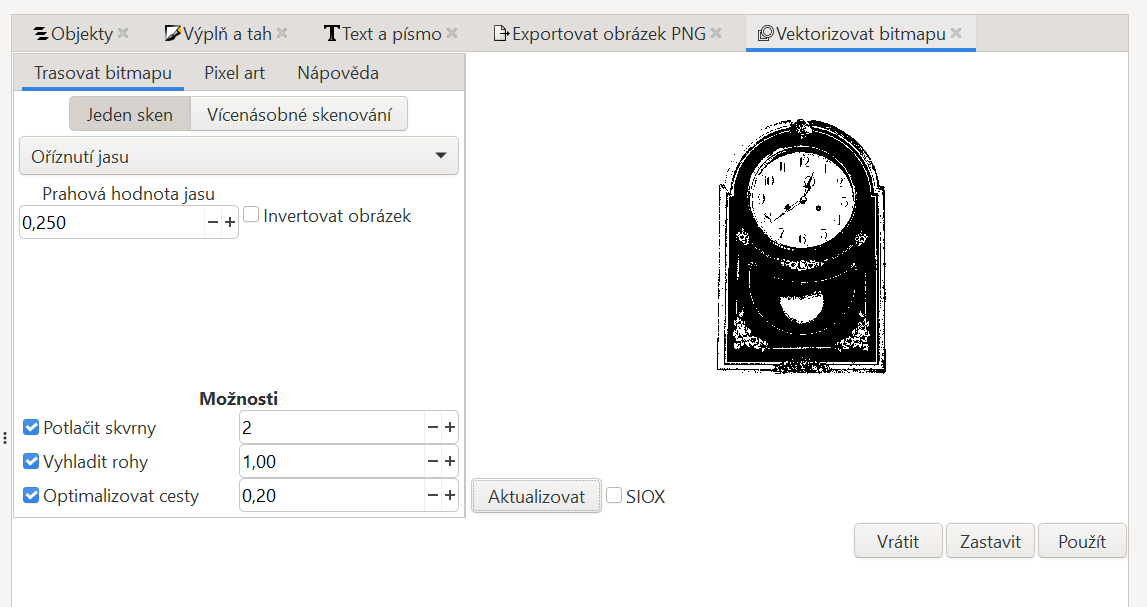 Objekty Výplň a tah Text a písmo Exportovat obrázek PNG Vektorizovat bitmapu
Trasovat bitmapu Pixel art Nápověda
Jeden sken Vícenásobné skenování
Oříznutí jasu
Prahová hodnota jasu
0,250 Invertovat obrázek
Možnosti
Potlačit skvrny 2
Vyhladit rohy 1,00
Optimalizovat cesty 0,20
Aktualizovat SIOX
Vrátit Zastavit Použít